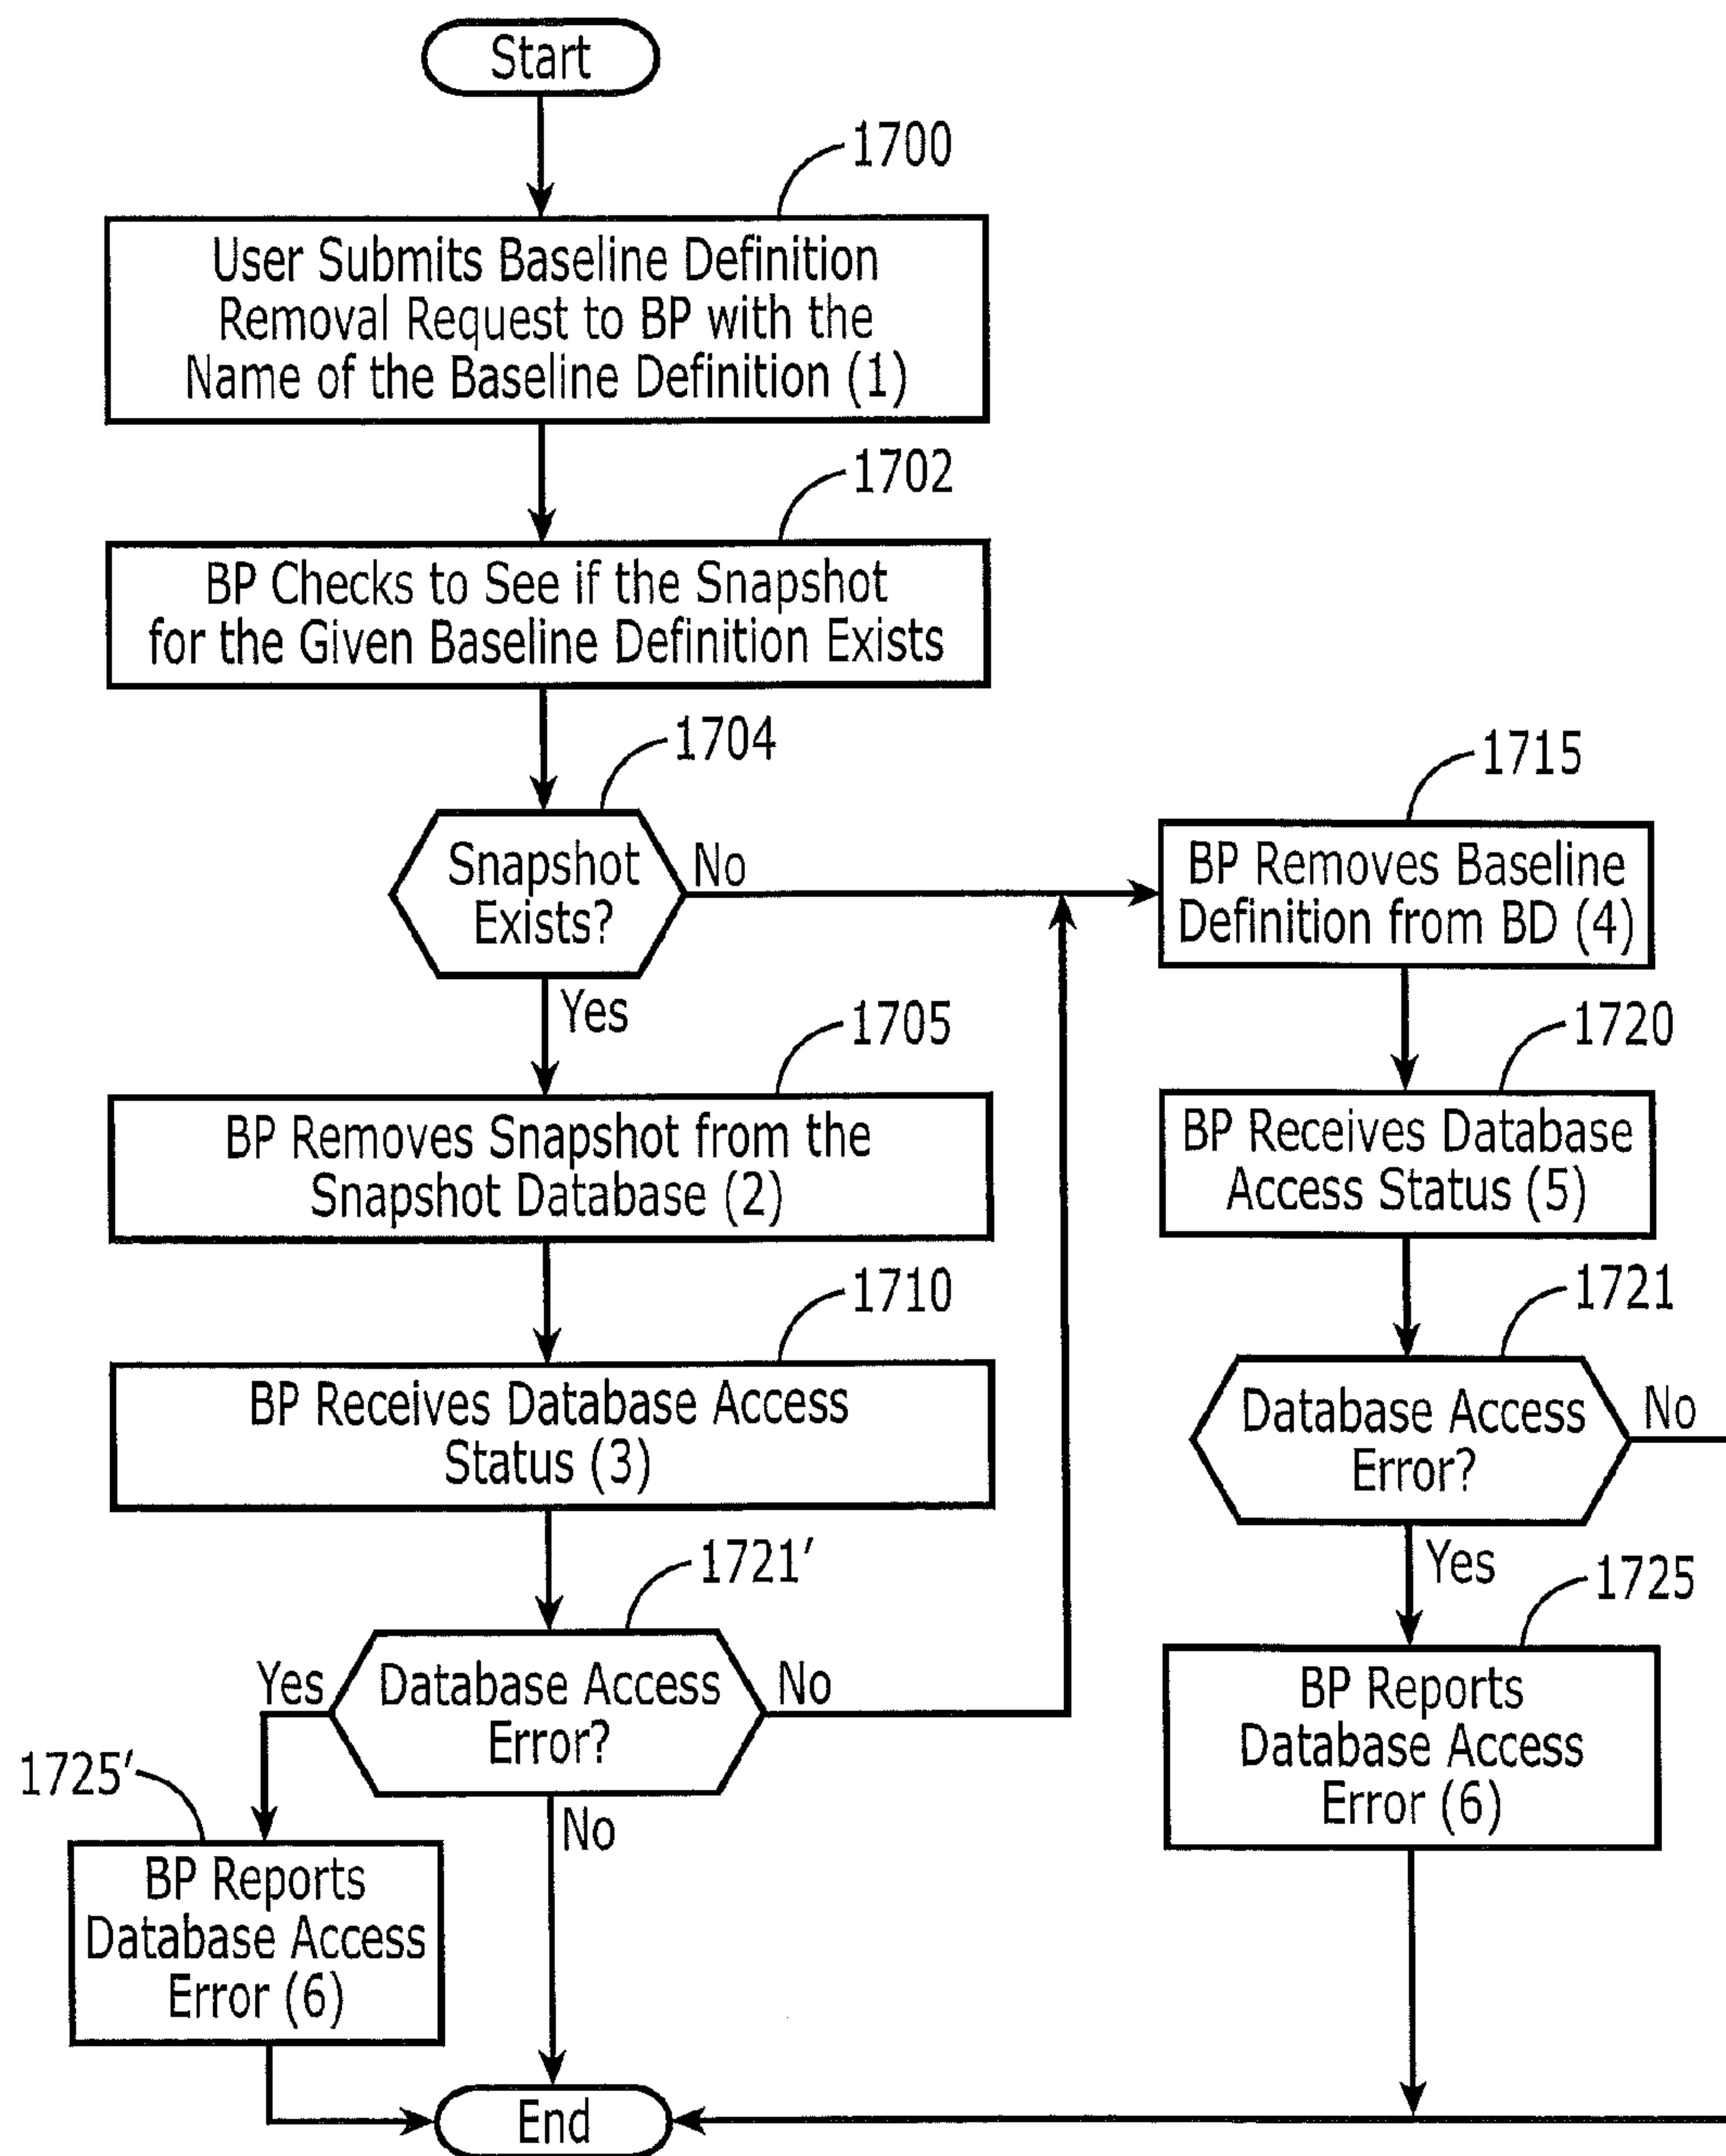 Start
1700
User Submits Baseline Definition
Removal Request to BP with the
Name of the Baseline Definition (1)
1702
BP Checks to See if the Snapshot
for the Given Baseline Definition Exists
1704
Snapshot
Exists?
No
Yes
1705
BP Removes Snapshot from the
Snapshot Database (2)
1710
BP Receives Database Access
Status (3)
1721'
Database Access
Error?
Yes
No
No
1725'
BP Reports
Database Access
Error (6)
1715
BP Removes Baseline
Definition from BD (4)
1720
BP Receives Database
Access Status (5)
1721
Database Access
Error?
No
Yes
1725
BP Reports
Database Access
Error (6)
End